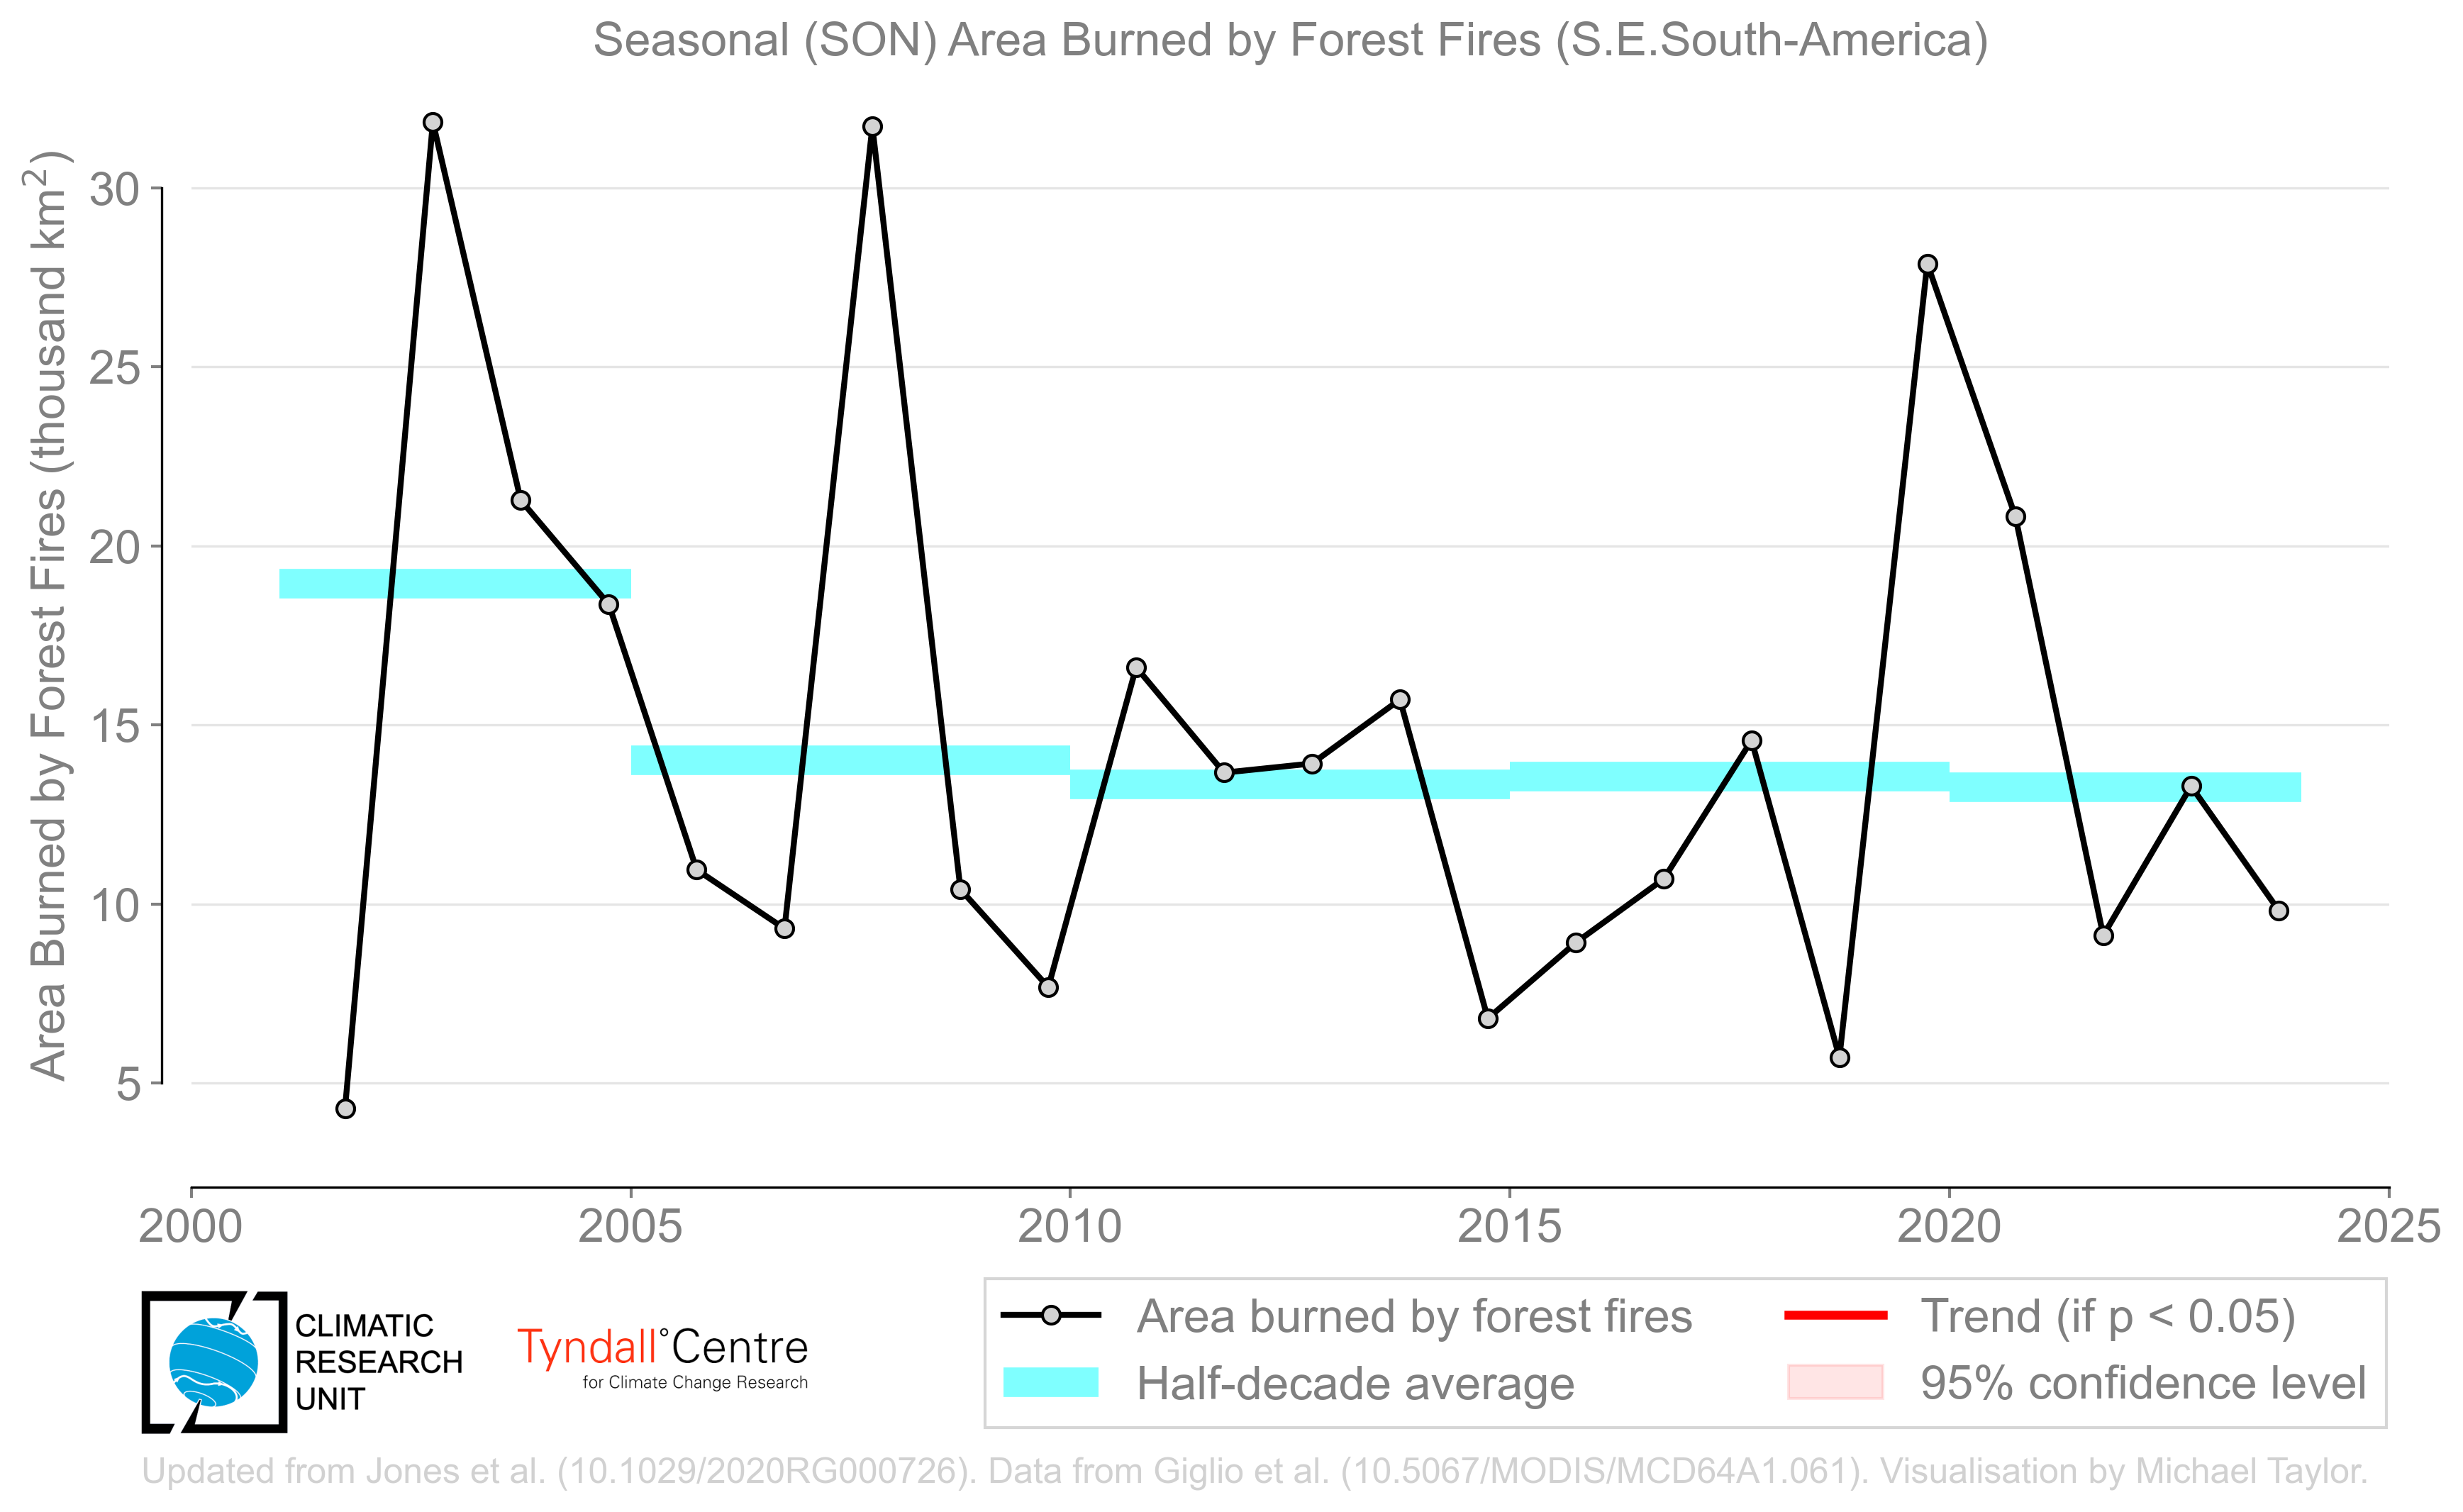 Seasonal (SON) Area Burned by Forest Fires (S.E.South-America)
Area Burned by Forest Fires (thousand km²)
30
25
20
15
10
5
2000 2005 2010 2015 2020 2025
CLIMATIC
RESEARCH
UNIT
Tyndall°Centre
for Climate Change Research
Area burned by forest fires
Half-decade average
Trend (if p < 0.05)
95% confidence level
Updated from Jones et al. (10.1029/2020RG000726). Data from Giglio et al. (10.5067/MODIS/MCD64A1.061). Visualisation by Michael Taylor.